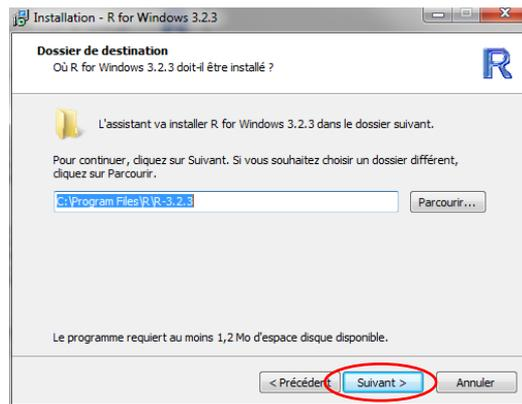 Installation - R for Windows 3.2.3
Dossier de destination
Où R for Windows 3.2.3 doit-il être installé ?
R
L'assistant va installer R for Windows 3.2.3 dans le dossier suivant.
Pour continuer, cliquez sur Suivant. Si vous souhaitez choisir un dossier différent,
cliquez sur Parcourir.
C:\Program Files\R\R-3.2.3
Parcourir...
Le programme requiert au moins 1,2 Mo d'espace disque disponible.
< Précédent
Suivant >
Annuler